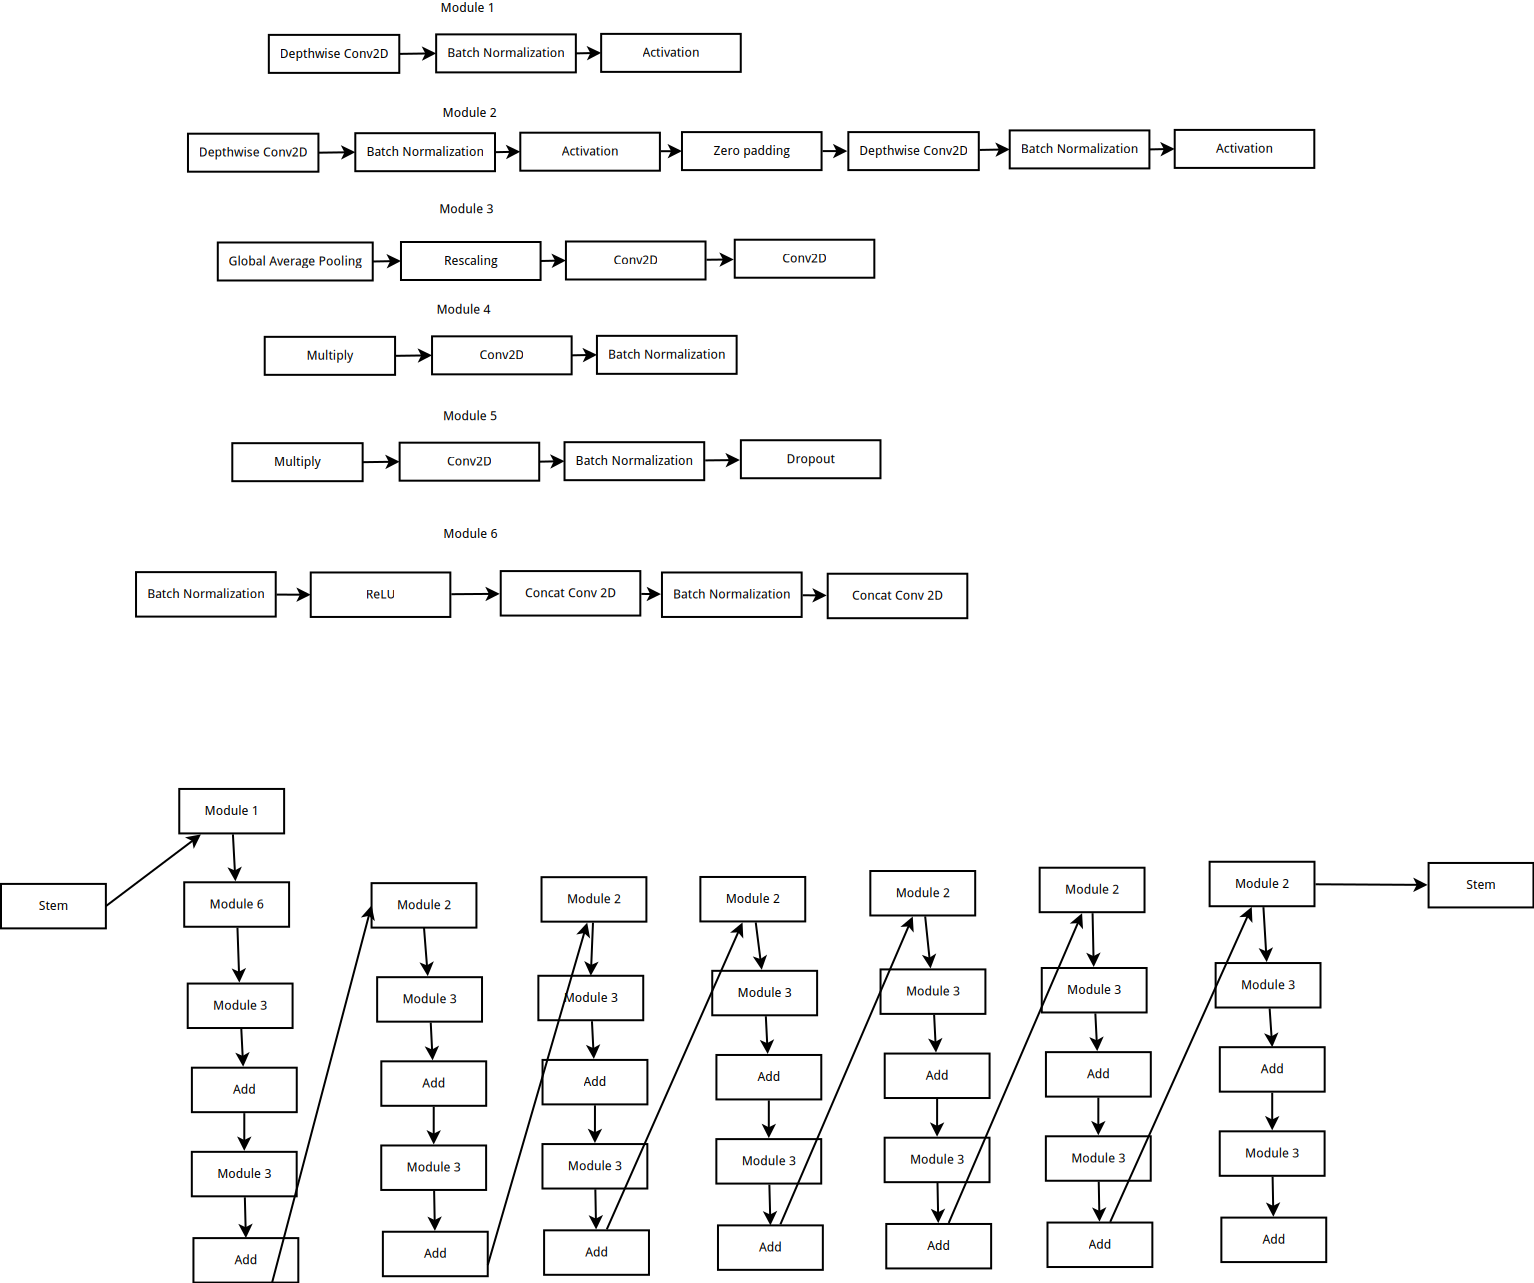 Module 1
Depthwise Conv2D
Batch Normalization
Activation
Module 2
Depthwise Conv2D
Batch Normalization
Activation
Zero padding
Depthwise Conv2D
Batch Normalization
Activation
Module 3
Global Average Pooling
Rescaling
Conv2D
Conv2D
Module 4
Multiply
Conv2D
Batch Normalization
Module 5
Multiply
Conv2D
Batch Normalization
Dropout
Module 6
Batch Normalization
ReLU
Concat Conv 2D
Batch Normalization
Concat Conv 2D
Stem
Module 1
Module 6
Module 3
Add
Module 3
Add
Module 2
Module 3
Add
Module 3
Add
Module 2
Module 3
Add
Module 3
Add
Module 2
Module 3
Add
Module 3
Add
Module 2
Module 3
Add
Module 3
Add
Module 2
Module 3
Add
Module 3
Add
Module 2
Module 3
Add
Module 3
Add
Stem